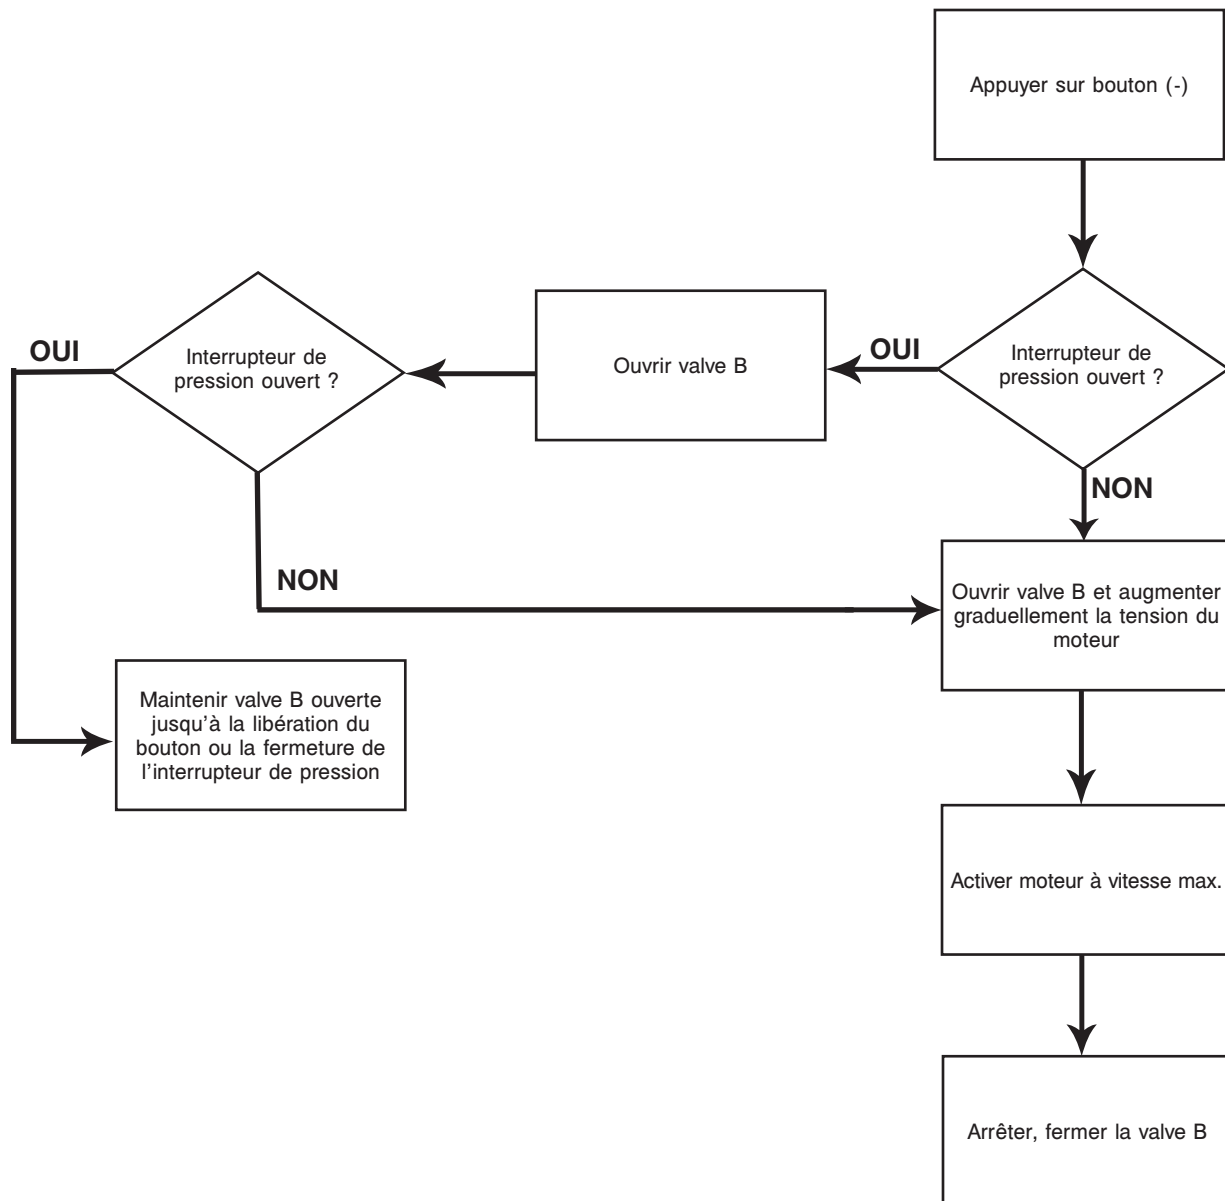 Appuyer sur bouton (-)
Interrupteur de
pression ouvert ?
OUI
Ouvrir valve B
Interrupteur de
pression ouvert ?
OUI
NON
NON
Ouvrir valve B et augmenter
graduellement la tension du
moteur
Maintenir valve B ouverte
jusqu’à la libération du
bouton ou la fermeture de
l’interrupteur de pression
Activer moteur à vitesse max.
Arrêter, fermer la valve B